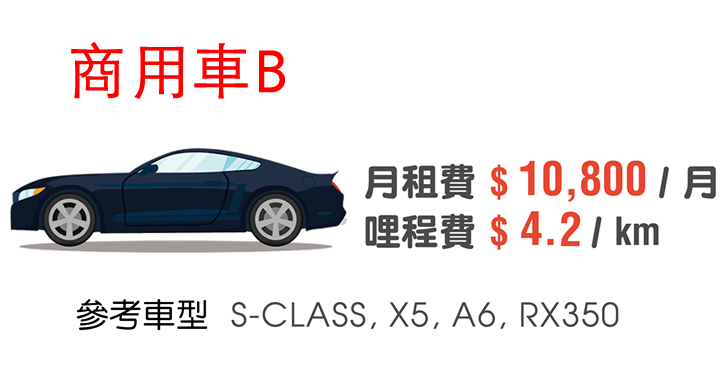 商用車B
月租費 $ 10,800 / 月
哩程費 $ 4.2 / km
參考車型 S-CLASS, X5, A6, RX350